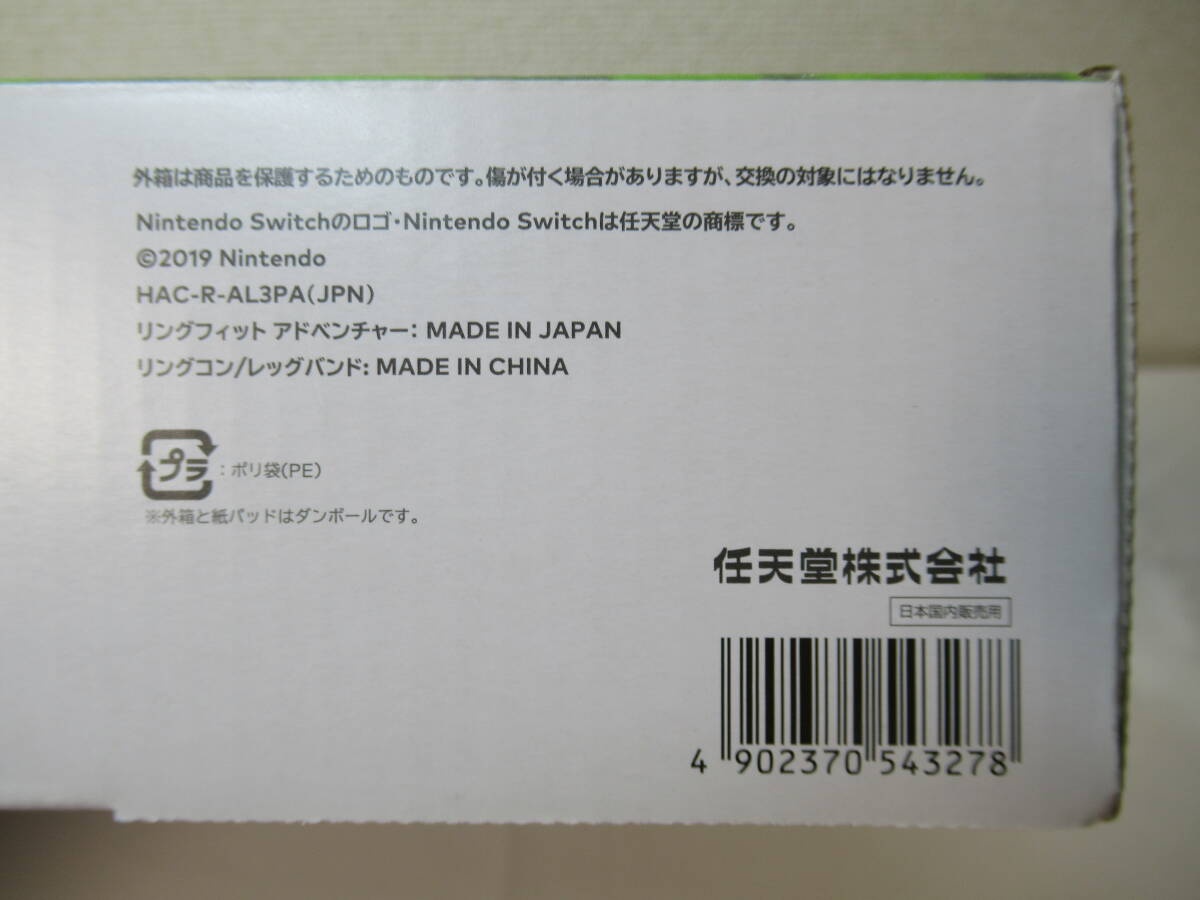 外箱は商品を保護するためのものです。傷が付く場合がありますが、交換の対象にはなりません。
Nintendo Switchのロゴ・Nintendo Switchは任天堂の商標です。
©2019 Nintendo
HAC-R-AL3PA(JPN)
リングフィット アドベンチャー: MADE IN JAPAN
リングコン/レッグバンド: MADE IN CHINA
プラ : ポリ袋(PE)
※外箱と紙パッドはダンボールです。
任天堂株式会社
日本国内販売用
4 902370 543278